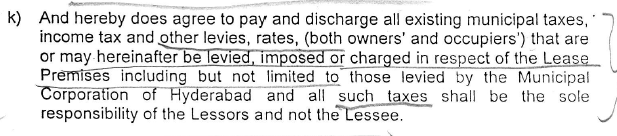 k) And hereby does agree to pay and discharge all existing municipal taxes,
income tax and other levies, rates, (both owners' and occupiers') that are
or may hereinafter be levied, imposed or charged in respect of the Lease
Premises including but not limited to those levied by the Municipal
Corporation of Hyderabad and all such taxes shall be the sole
responsibility of the Lessors and not the Lessee.